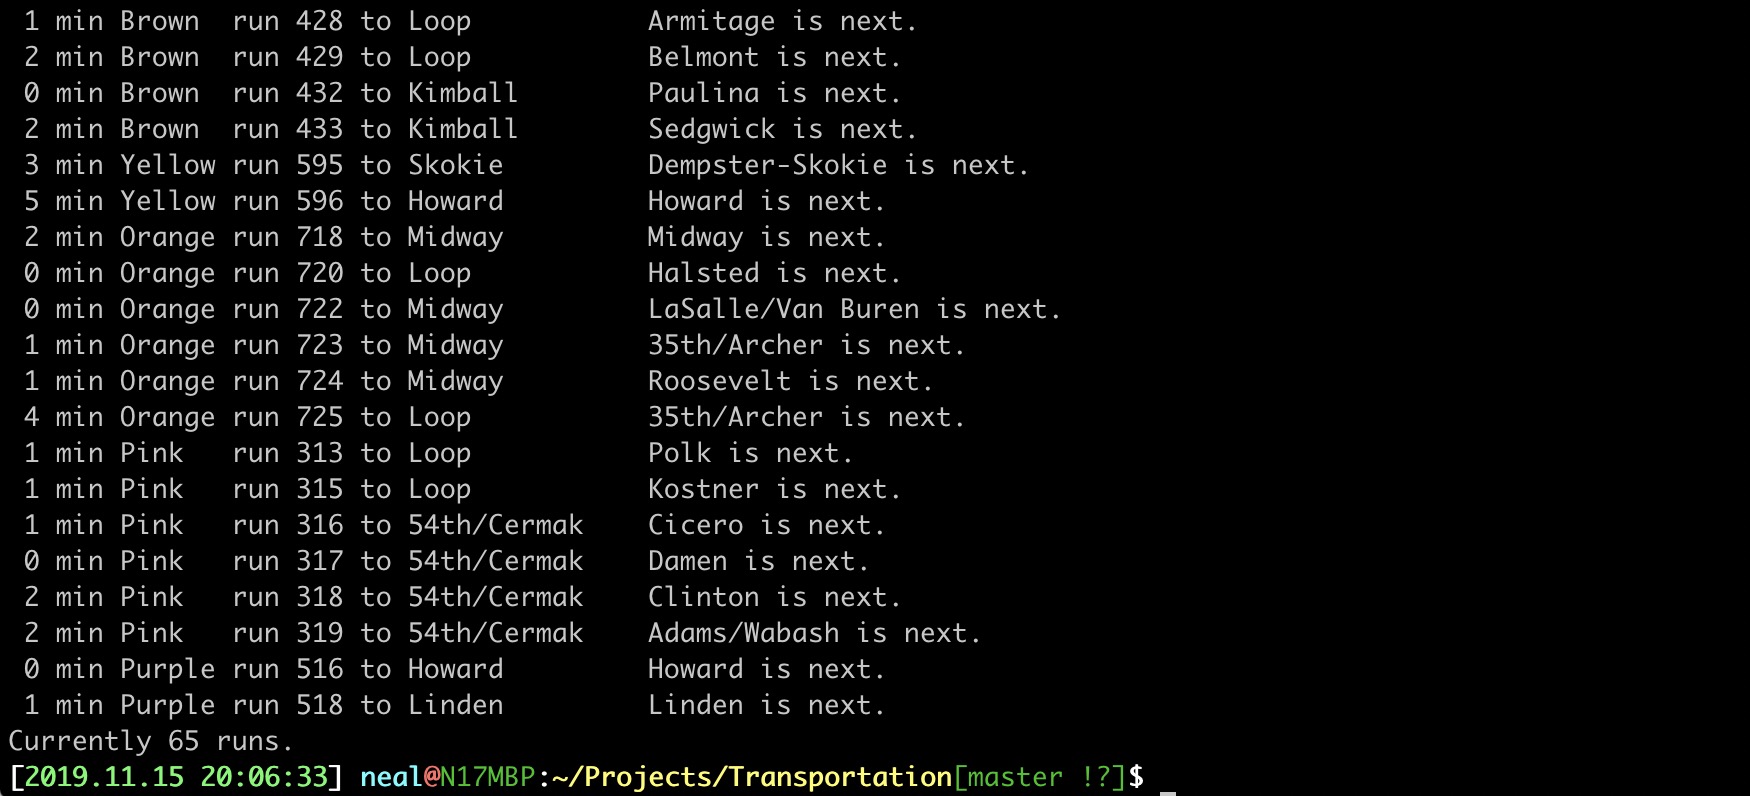 1 min Brown  run 428 to Loop           Armitage is next.
2 min Brown  run 429 to Loop           Belmont is next.
0 min Brown  run 432 to Kimball        Paulina is next.
2 min Brown  run 433 to Kimball        Sedgwick is next.
3 min Yellow run 595 to Skokie         Dempster-Skokie is next.
5 min Yellow run 596 to Howard         Howard is next.
2 min Orange run 718 to Midway         Midway is next.
0 min Orange run 720 to Loop           Halsted is next.
0 min Orange run 722 to Midway         LaSalle/Van Buren is next.
1 min Orange run 723 to Midway         35th/Archer is next.
1 min Orange run 724 to Midway         Roosevelt is next.
4 min Orange run 725 to Loop           35th/Archer is next.
1 min Pink   run 313 to Loop           Polk is next.
1 min Pink   run 315 to Loop           Kostner is next.
1 min Pink   run 316 to 54th/Cermak    Cicero is next.
0 min Pink   run 317 to 54th/Cermak    Damen is next.
2 min Pink   run 318 to 54th/Cermak    Clinton is next.
2 min Pink   run 319 to 54th/Cermak    Adams/Wabash is next.
0 min Purple run 516 to Howard         Howard is next.
1 min Purple run 518 to Linden         Linden is next.
Currently 65 runs.
[2019.11.15 20:06:33] neal@N17MBP:~/Projects/Transportation[master !?]$